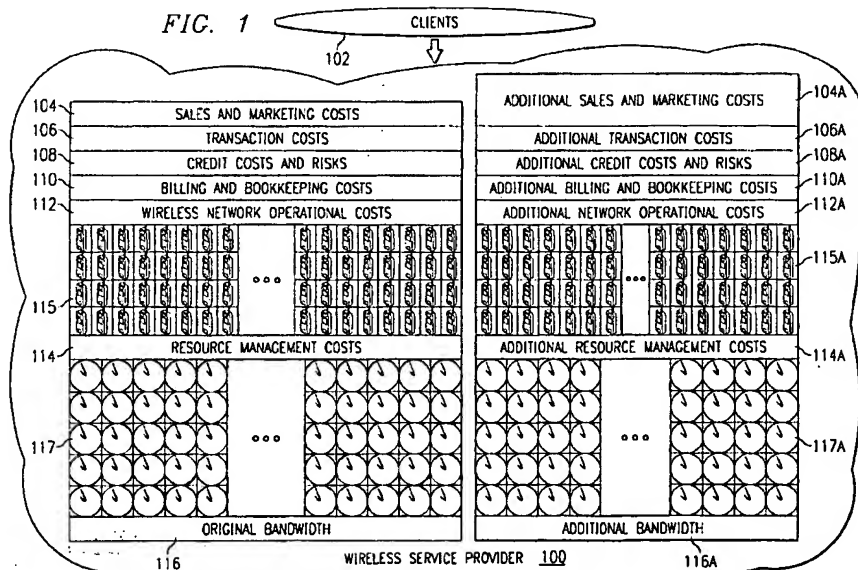 FIG. 1
CLIENTS
102
104
SALES AND MARKETING COSTS
ADDITIONAL SALES AND MARKETING COSTS
104A
106
TRANSACTION COSTS
ADDITIONAL TRANSACTION COSTS
106A
108
CREDIT COSTS AND RISKS
ADDITIONAL CREDIT COSTS AND RISKS
108A
110
BILLING AND BOOKKEEPING COSTS
ADDITIONAL BILLING AND BOOKKEEPING COSTS
110A
112
WIRELESS NETWORK OPERATIONAL COSTS
ADDITIONAL NETWORK OPERATIONAL COSTS
112A
115
115A
114
RESOURCE MANAGEMENT COSTS
ADDITIONAL RESOURCE MANAGEMENT COSTS
114A
117
117A
ORIGINAL BANDWIDTH
ADDITIONAL BANDWIDTH
116
WIRELESS SERVICE PROVIDER 100
116A